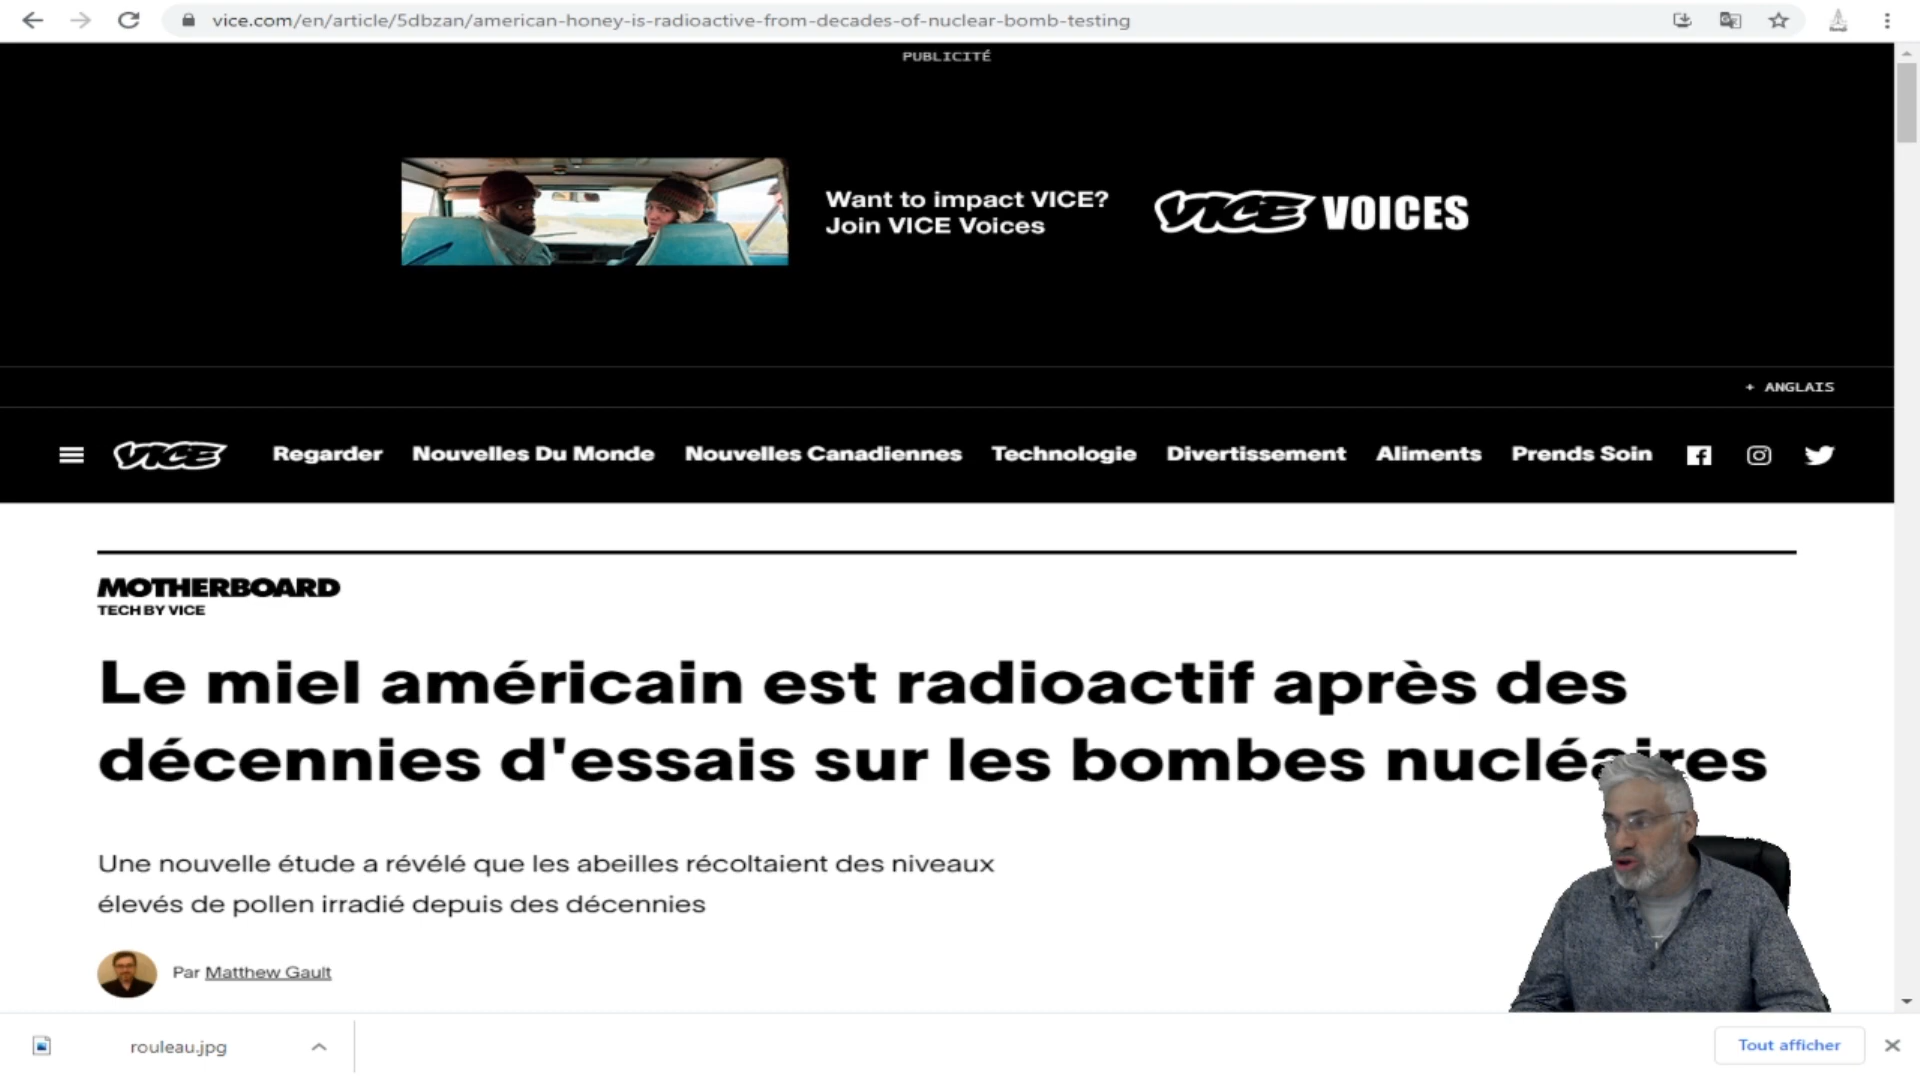 vice.com/en/article/5dbzan/american-honey-is-radioactive-from-decades-of-nuclear-bomb-testing
PUBLICITÉ
Want to impact VICE?
Join VICE Voices
VICE VOICES
+ ANGLAIS
VICE
Regarder
Nouvelles Du Monde
Nouvelles Canadiennes
Technologie
Divertissement
Aliments
Prends Soin
MOTHERBOARD
TECH BY VICE
Le miel américain est radioactif après des
décennies d'essais sur les bombes nucléaires
Une nouvelle étude a révélé que les abeilles récoltaient des niveaux
élevés de pollen irradié depuis des décennies
Par Matthew Gault
rouleau.jpg
Tout afficher